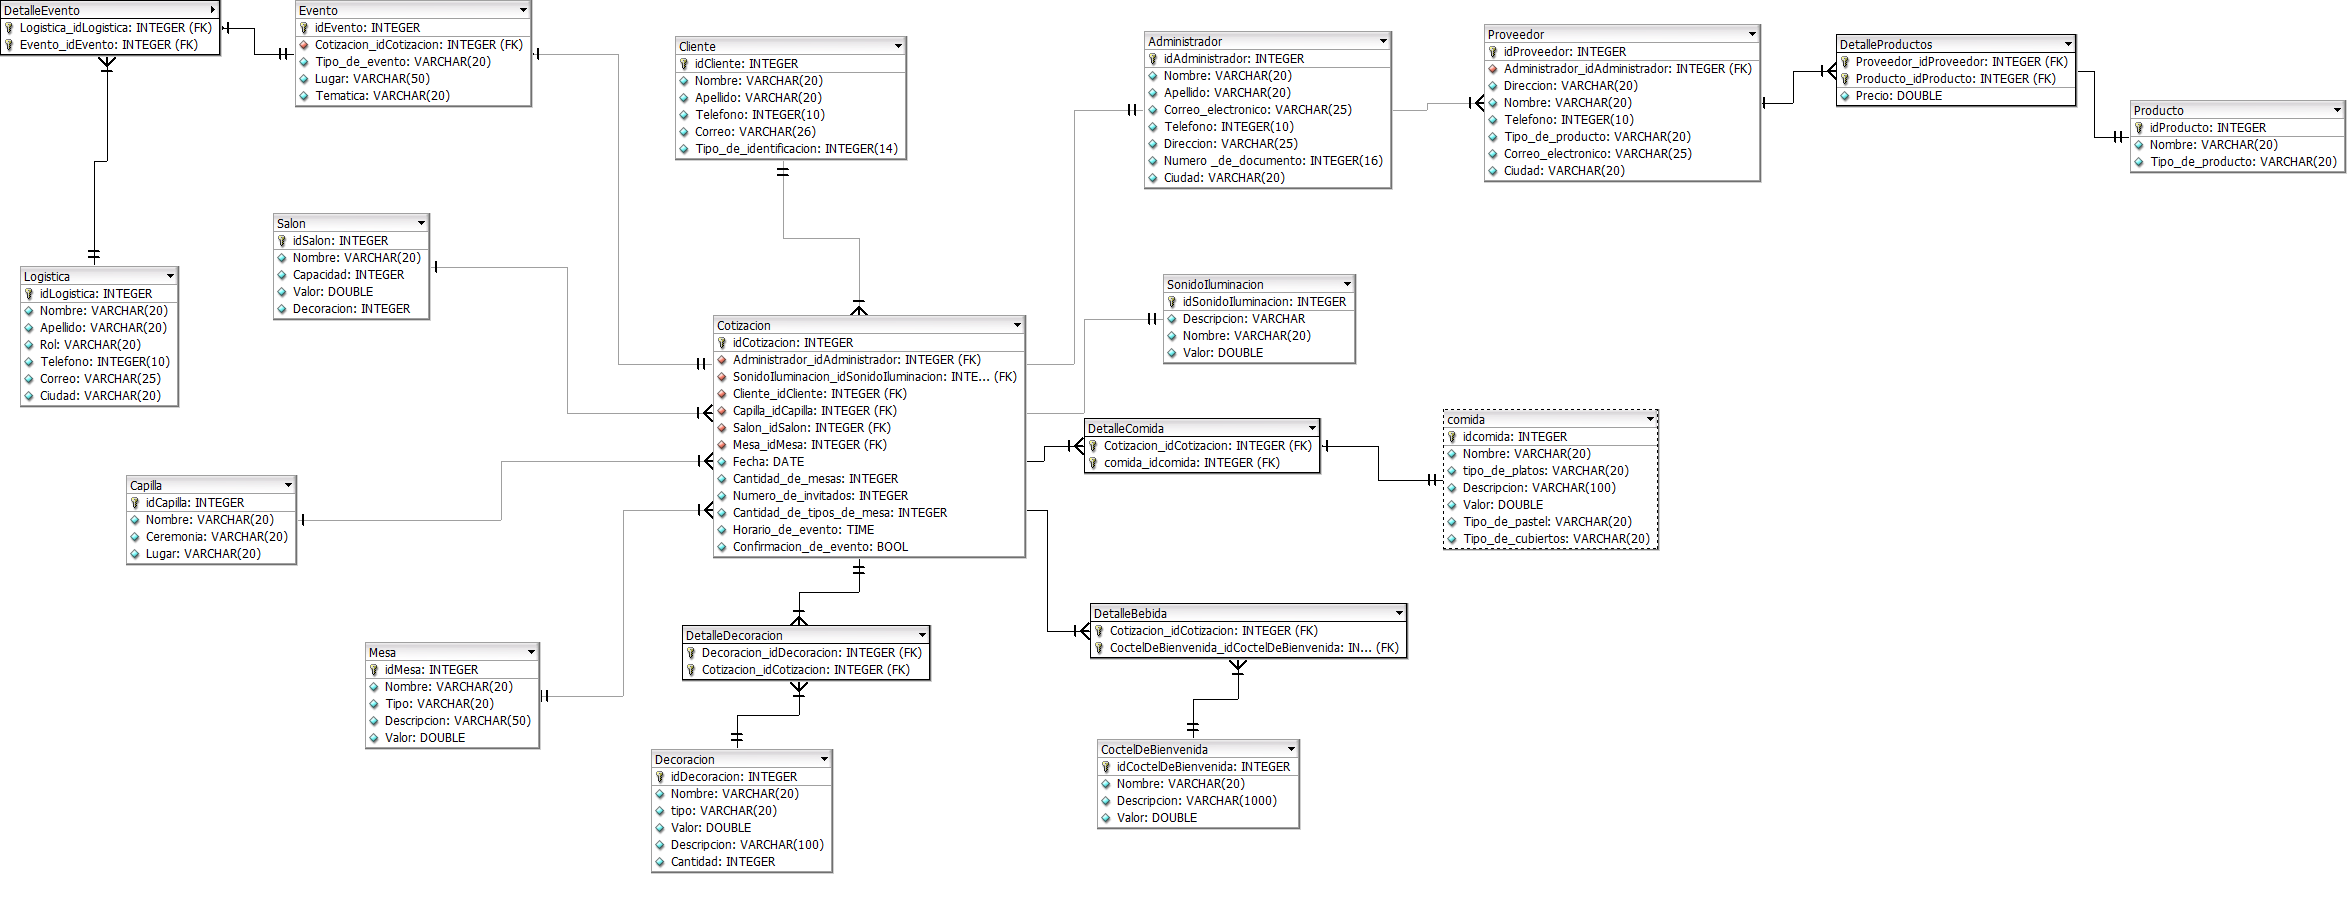 DetalleEvento
Logistica_idLogistica: INTEGER (FK)
Evento_idEvento: INTEGER (FK)
Evento
idEvento: INTEGER
Cotizacion_idCotizacion: INTEGER (FK)
Tipo_de_evento: VARCHAR(20)
Lugar: VARCHAR(50)
Tematica: VARCHAR(20)
Cliente
idCliente: INTEGER
Nombre: VARCHAR(20)
Apellido: VARCHAR(20)
Telefono: INTEGER(10)
Correo: VARCHAR(26)
Tipo_de_identificacion: INTEGER(14)
Administrador
idAdministrador: INTEGER
Nombre: VARCHAR(20)
Apellido: VARCHAR(20)
Correo_electronico: VARCHAR(25)
Telefono: INTEGER(10)
Direccion: VARCHAR(25)
Numero _de_documento: INTEGER(16)
Ciudad: VARCHAR(20)
Proveedor
idProveedor: INTEGER
Administrador_idAdministrador: INTEGER (FK)
Direccion: VARCHAR(20)
Nombre: VARCHAR(20)
Telefono: INTEGER(10)
Tipo_de_producto: VARCHAR(20)
Correo_electronico: VARCHAR(25)
Ciudad: VARCHAR(20)
DetalleProductos
Proveedor_idProveedor: INTEGER (FK)
Producto_idProducto: INTEGER (FK)
Precio: DOUBLE
Producto
idProducto: INTEGER
Nombre: VARCHAR(20)
Tipo_de_producto: VARCHAR(20)
Salon
idSalon: INTEGER
Nombre: VARCHAR(20)
Capacidad: INTEGER
Valor: DOUBLE
Decoracion: INTEGER
Logistica
idLogistica: INTEGER
Nombre: VARCHAR(20)
Apellido: VARCHAR(20)
Rol: VARCHAR(20)
Telefono: INTEGER(10)
Correo: VARCHAR(25)
Ciudad: VARCHAR(20)
SonidoIluminacion
idSonidoIluminacion: INTEGER
Descripcion: VARCHAR
Nombre: VARCHAR(20)
Valor: DOUBLE
Cotizacion
idCotizacion: INTEGER
Administrador_idAdministrador: INTEGER (FK)
SonidoIluminacion_idSonidoIluminacion: INTE... (FK)
Cliente_idCliente: INTEGER (FK)
Capilla_idCapilla: INTEGER (FK)
Salon_idSalon: INTEGER (FK)
Mesa_idMesa: INTEGER (FK)
Fecha: DATE
Cantidad_de_mesas: INTEGER
Numero_de_invitados: INTEGER
Cantidad_de_tipos_de_mesa: INTEGER
Horario_de_evento: TIME
Confirmacion_de_evento: BOOL
DetalleComida
Cotizacion_idCotizacion: INTEGER (FK)
comida_idcomida: INTEGER (FK)
comida
idcomida: INTEGER
Nombre: VARCHAR(20)
tipo_de_platos: VARCHAR(20)
Descripcion: VARCHAR(100)
Valor: DOUBLE
Tipo_de_pastel: VARCHAR(20)
Tipo_de_cubiertos: VARCHAR(20)
Capilla
idCapilla: INTEGER
Nombre: VARCHAR(20)
Ceremonia: VARCHAR(20)
Lugar: VARCHAR(20)
DetalleBebida
Cotizacion_idCotizacion: INTEGER (FK)
CoctelDeBienvenida_idCoctelDeBienvenida: IN... (FK)
DetalleDecoracion
Decoracion_idDecoracion: INTEGER (FK)
Cotizacion_idCotizacion: INTEGER (FK)
Mesa
idMesa: INTEGER
Nombre: VARCHAR(20)
Tipo: VARCHAR(20)
Descripcion: VARCHAR(50)
Valor: DOUBLE
Decoracion
idDecoracion: INTEGER
Nombre: VARCHAR(20)
tipo: VARCHAR(20)
Valor: DOUBLE
Descripcion: VARCHAR(100)
Cantidad: INTEGER
CoctelDeBienvenida
idCoctelDeBienvenida: INTEGER
Nombre: VARCHAR(20)
Descripcion: VARCHAR(1000)
Valor: DOUBLE